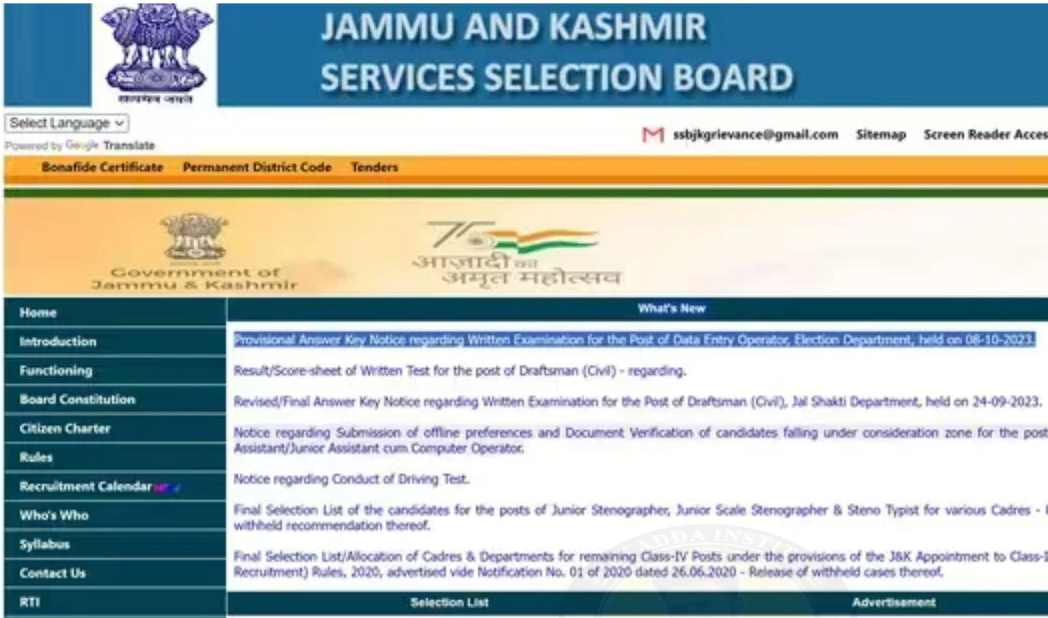 JAMMU AND KASHMIR
SERVICES SELECTION BOARD
सत्यमेव जयते
Select Language
Powered by Google Translate
ssbjkgrievance@gmail.com Sitemap Screen Reader Acces
Bonafide Certificate Permanent District Code Tenders
Government of
Jammu & Kashmir
75
आज़ादी का
अमृत महोत्सव
Home
What's New
Introduction
Provisional Answer Key Notice regarding Written Examination for the Post of Data Entry Operator, Election Department, held on 08-10-2023.
Functioning
Result/Score-sheet of Written Test for the post of Draftsman (Civil) - regarding.
Board Constitution
Revised/Final Answer Key Notice regarding Written Examination for the Post of Draftsman (Civil), Jal Shakti Department, held on 24-09-2023.
Citizen Charter
Notice regarding Submission of offline preferences and Document Verification of candidates falling under consideration zone for the post
Assistant/Junior Assistant cum Computer Operator.
Rules
Recruitment Calendar
Notice regarding Conduct of Driving Test.
Who's Who
Final Selection List of the candidates for the posts of Junior Stenographer, Junior Scale Stenographer & Steno Typist for various Cadres -
withheld recommendation thereof.
Syllabus
Contact Us
Final Selection List/Allocation of Cadres & Departments for remaining Class-IV Posts under the provisions of the J&K Appointment to Class-I
Recruitment) Rules, 2020, advertised vide Notification No. 01 of 2020 dated 26.06.2020 - Release of withheld cases thereof.
RTI
Selection List
Advertisement